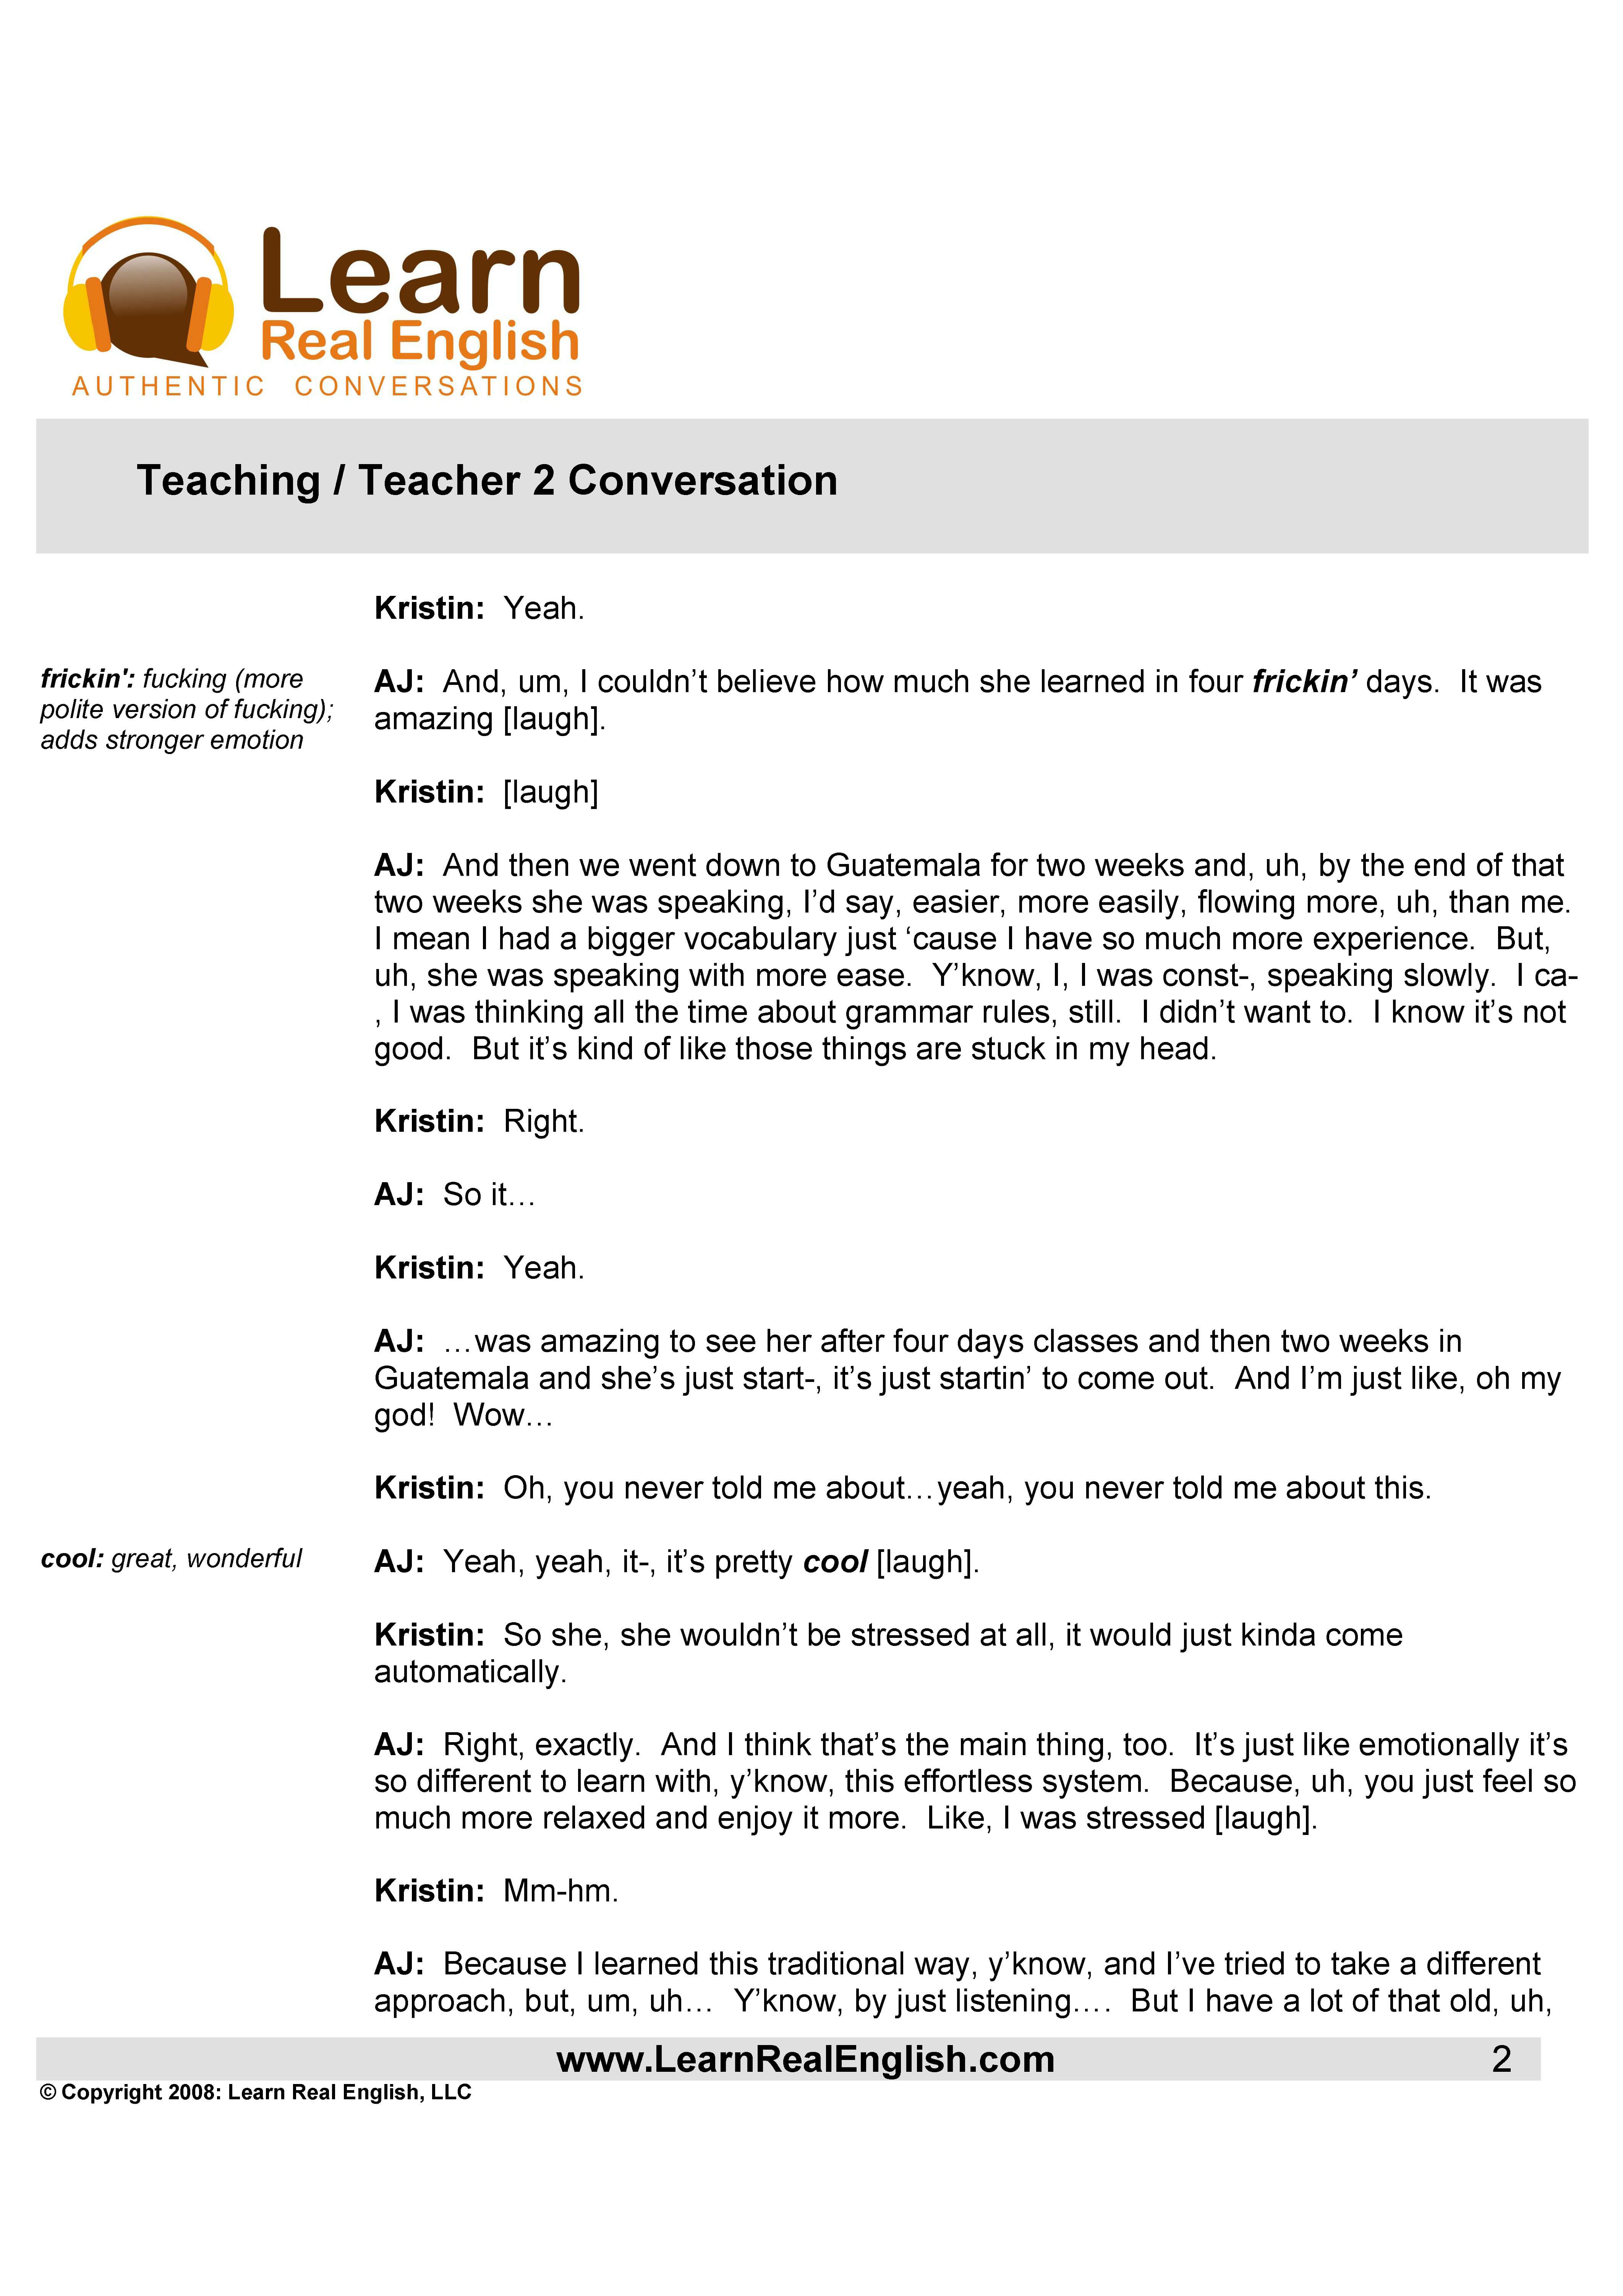 Learn
Real English
AUTHENTIC CONVERSATIONS
Teaching / Teacher 2 Conversation
Kristin: Yeah.
frickin': fucking (more
polite version of fucking);
adds stronger emotion
AJ: And, um, I couldn’t believe how much she learned in four frickin’ days. It was
amazing [laugh].
Kristin: [laugh]
AJ: And then we went down to Guatemala for two weeks and, uh, by the end of that
two weeks she was speaking, I’d say, easier, more easily, flowing more, uh, than me.
I mean I had a bigger vocabulary just ‘cause I have so much more experience. But,
uh, she was speaking with more ease. Y’know, I, I was const-, speaking slowly. I ca-
, I was thinking all the time about grammar rules, still. I didn’t want to. I know it’s not
good. But it’s kind of like those things are stuck in my head.
Kristin: Right.
AJ: So it…
Kristin: Yeah.
AJ: …was amazing to see her after four days classes and then two weeks in
Guatemala and she’s just start-, it’s just startin’ to come out. And I’m just like, oh my
god! Wow…
Kristin: Oh, you never told me about…yeah, you never told me about this.
cool: great, wonderful
AJ: Yeah, yeah, it-, it’s pretty cool [laugh].
Kristin: So she, she wouldn’t be stressed at all, it would just kinda come
automatically.
AJ: Right, exactly. And I think that’s the main thing, too. It’s just like emotionally it’s
so different to learn with, y’know, this effortless system. Because, uh, you just feel so
much more relaxed and enjoy it more. Like, I was stressed [laugh].
Kristin: Mm-hm.
AJ: Because I learned this traditional way, y’know, and I’ve tried to take a different
approach, but, um, uh… Y’know, by just listening…. But I have a lot of that old, uh,
www.LearnRealEnglish.com 2
© Copyright 2008: Learn Real English, LLC